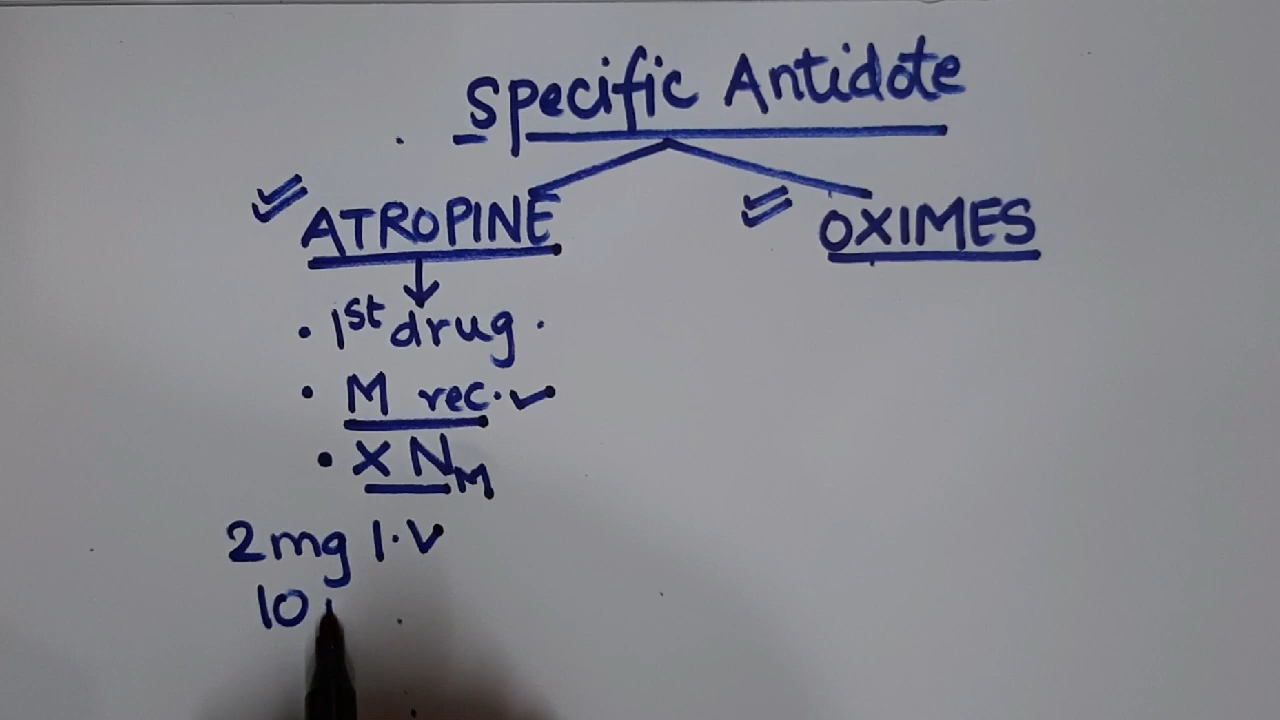 Specific Antidote
ATROPINE
OXIMES
• 1st drug.
• M rec.
• X NM
2mg I.V
10